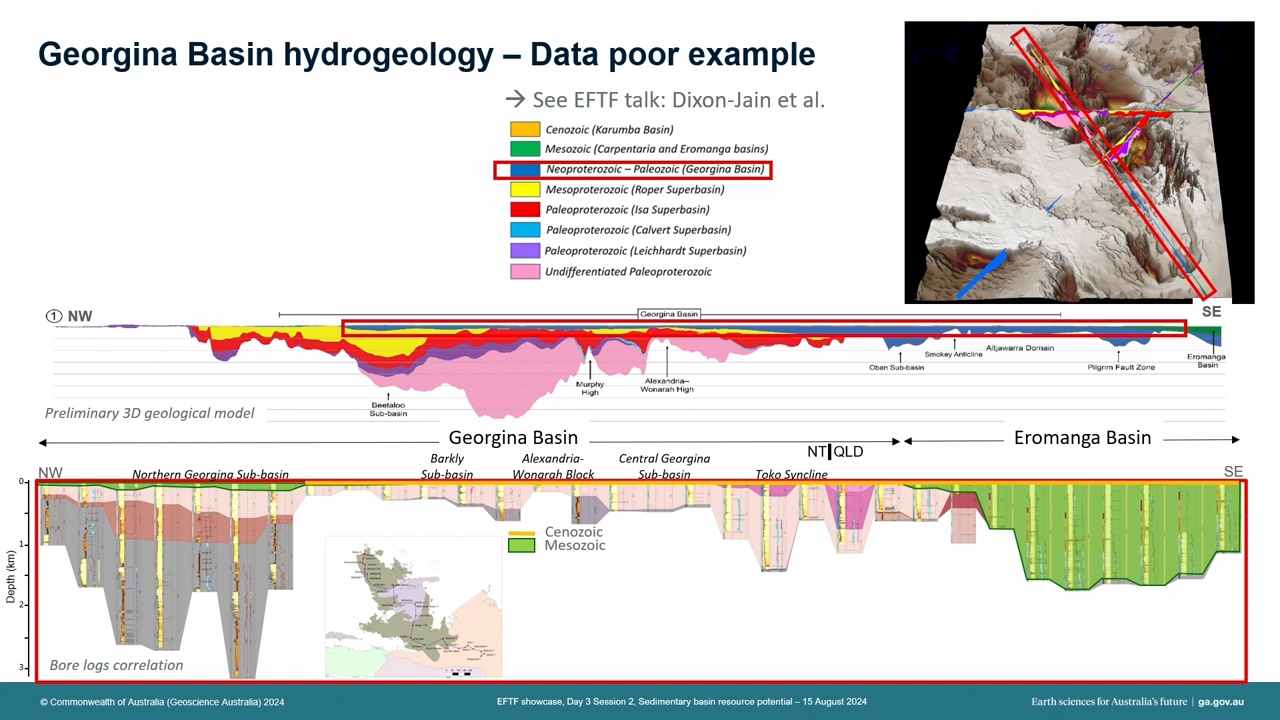 Georgina Basin hydrogeology – Data poor example
→ See EFTF talk: Dixon-Jain et al.
Cenozoic (Karumba Basin)
Mesozoic (Carpentaria and Eromanga basins)
Neoproterozoic – Paleozoic (Georgina Basin)
Mesoproterozoic (Roper Superbasin)
Paleoproterozoic (Isa Superbasin)
Paleoproterozoic (Calvert Superbasin)
Paleoproterozoic (Leichhardt Superbasin)
Undifferentiated Paleoproterozoic
1 NW
Georgina Basin
SE
Beetaloo
Sub-basin
Murphy
High
Alexandria–
Wonarah High
Oban Sub-basin
Smokey Anticline
Altjawarra Domain
Pilgrim Fault Zone
Eromanga
Basin
Preliminary 3D geological model
Georgina Basin
Eromanga Basin
NT|QLD
NW
Northern Georgina Sub-basin
Barkly
Sub-basin
Alexandria-
Wonarah Block
Central Georgina
Sub-basin
Toko Syncline
SE
0
1
2
3
Depth (km)
Cenozoic
Mesozoic
Bore logs correlation
© Commonwealth of Australia (Geoscience Australia) 2024
EFTF showcase, Day 3 Session 2, Sedimentary basin resource potential – 15 August 2024
Earth sciences for Australia's future | ga.gov.au